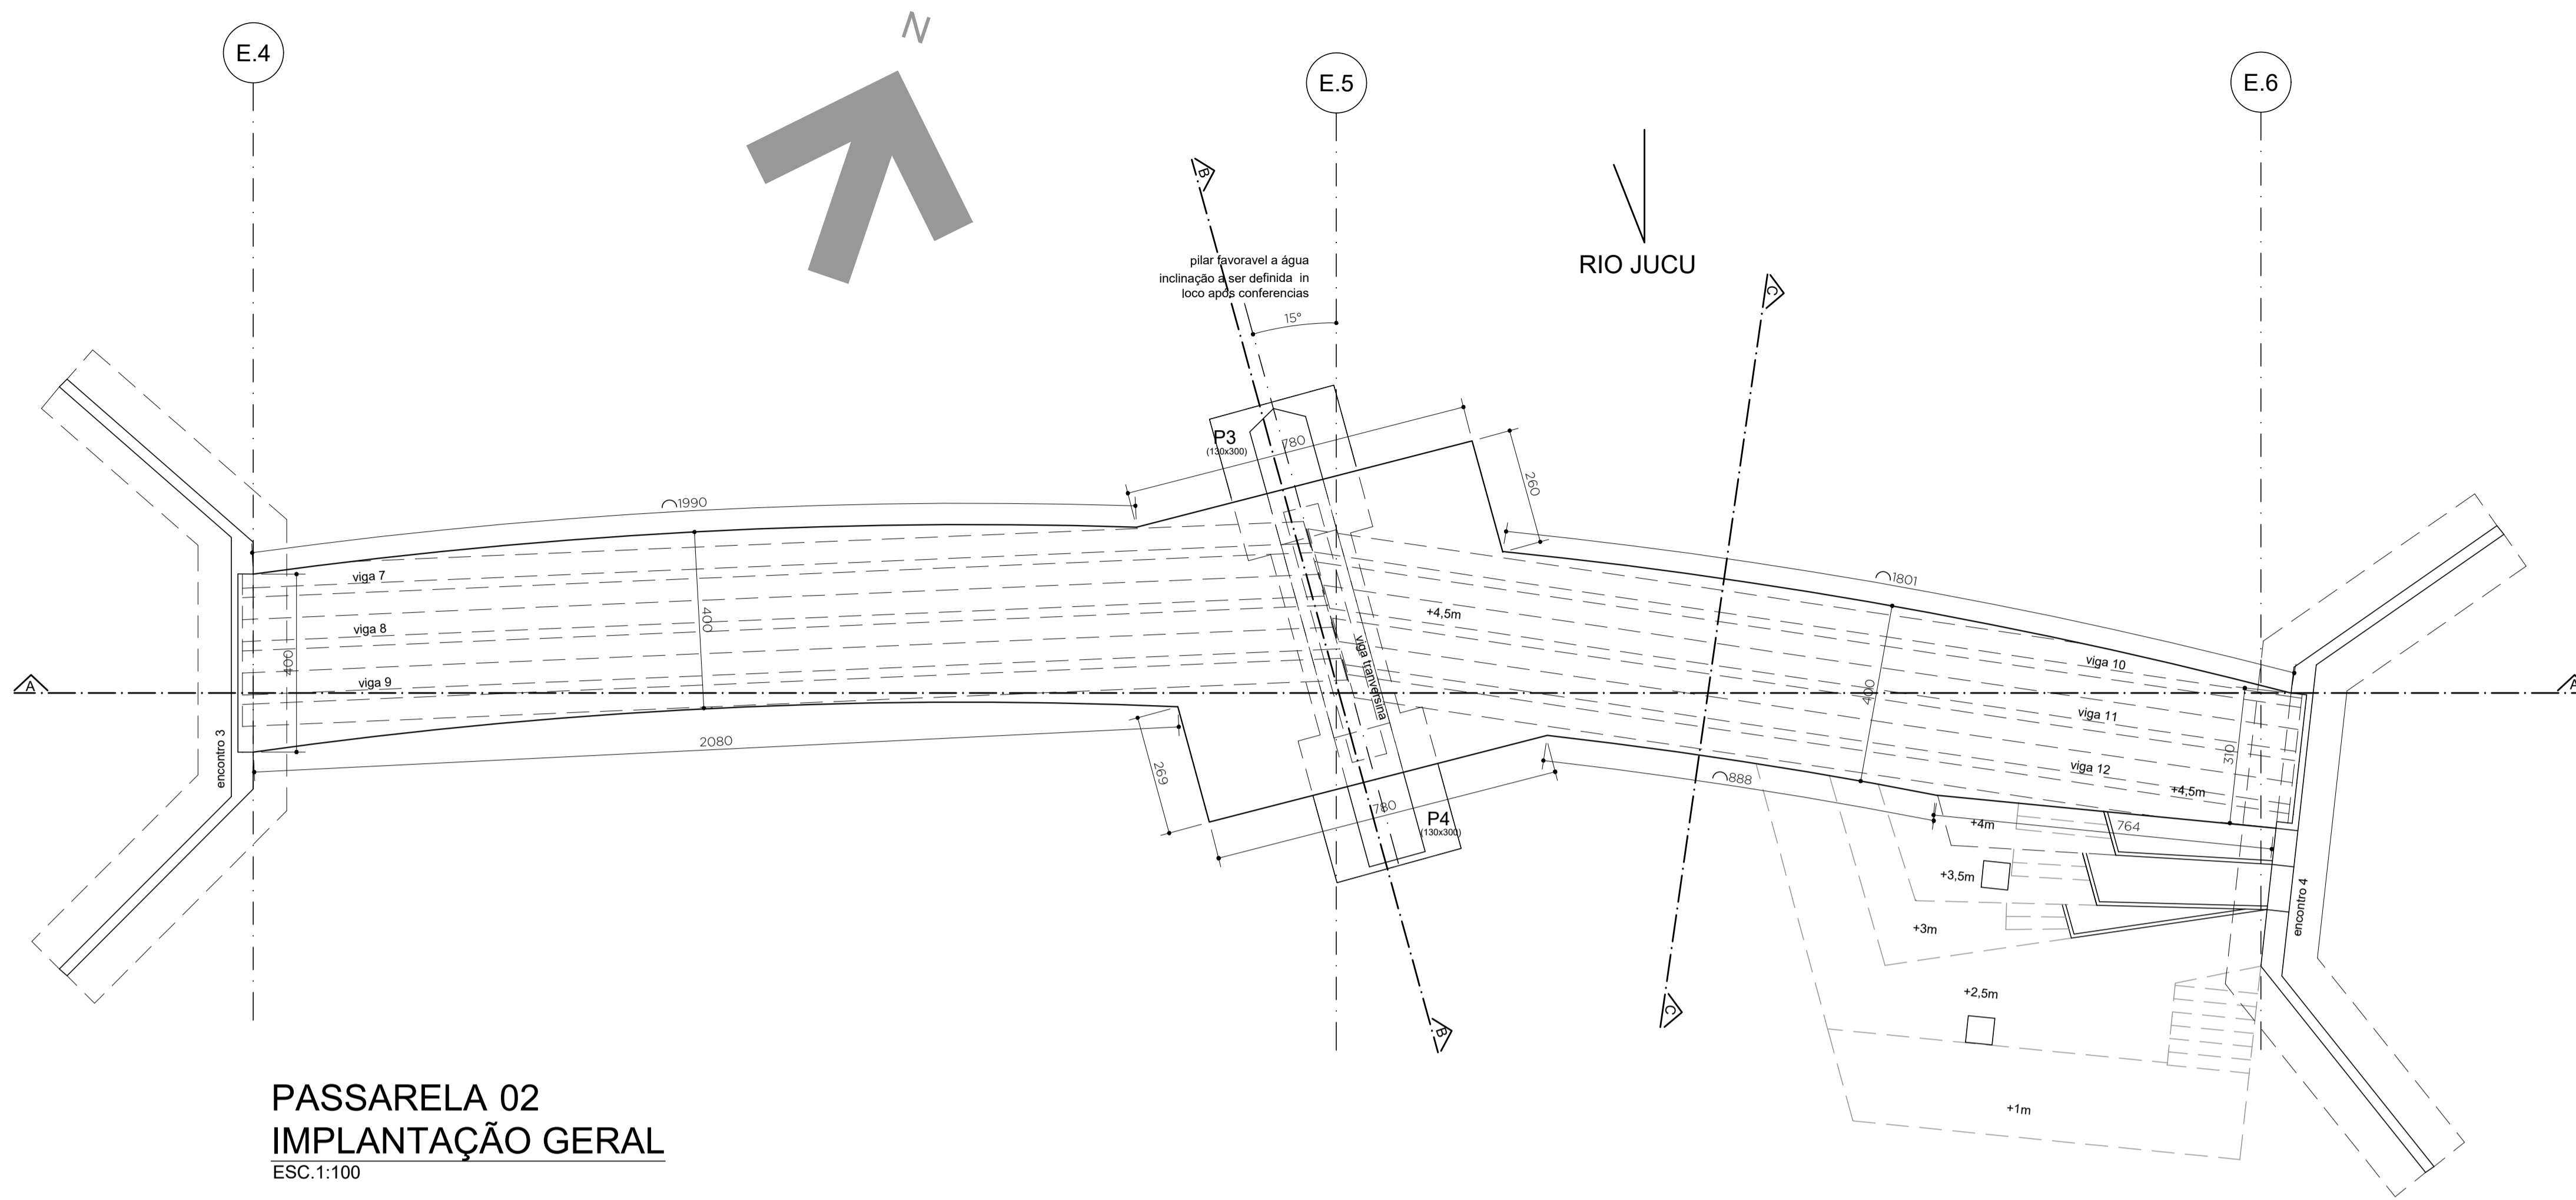 N
E.4
E.5
E.6
B
pilar favoravel a água
inclinação a ser definida in
loco após conferencias
RIO JUCU
C
15°
P3
(130x300)
780
260
1990
1801
viga 7
400
viga 8
400
viga 9
+4,5m
viga tranversina
viga 10
400
viga 11
310
viga 12
+4,5m
A
A
encontro 3
2080
269
780
P4
(130x300)
888
764
+4m
+3,5m
+3m
encontro 4
+2,5m
C
B
+1m
PASSARELA 02
IMPLANTAÇÃO GERAL
ESC.1:100